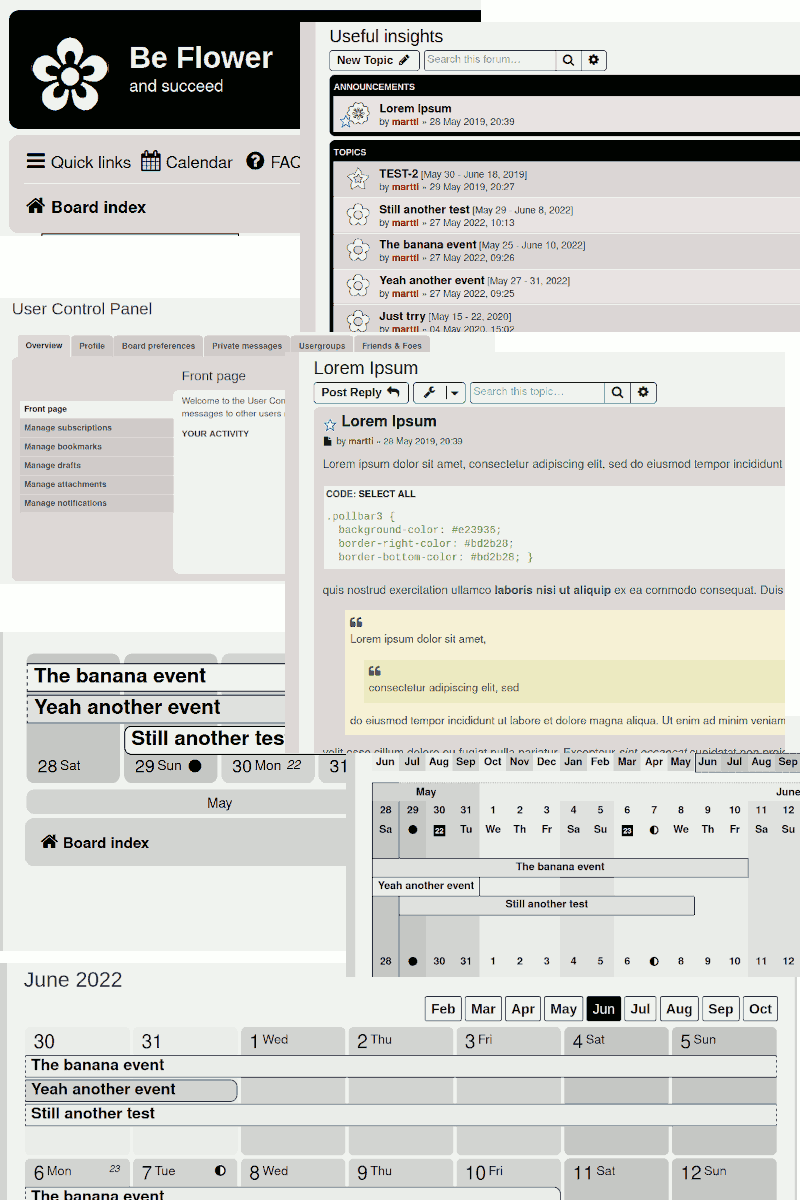 Be Flower
and succeed
Quick links Calendar FAQ
Board index
Useful insights
New Topic Search this forum…
ANNOUNCEMENTS
Lorem Ipsum
by martti » 28 May 2019, 20:39
TOPICS
TEST-2 [May 30 - June 18, 2019]
by martti » 29 May 2019, 20:27
Still another test [May 29 - June 8, 2022]
by martti » 27 May 2022, 10:13
The banana event [May 25 - June 10, 2022]
by martti » 27 May 2022, 09:26
Yeah another event [May 27 - 31, 2022]
by martti » 27 May 2022, 09:25
Just trry [May 15 - 22, 2020]
by martti » 04 May 2020, 15:02
User Control Panel
Overview Profile Board preferences Private messages Usergroups Friends & Foes
Front page
Manage subscriptions
Manage bookmarks
Manage drafts
Manage attachments
Manage notifications
Front page
Welcome to the User Con
messages to other users
YOUR ACTIVITY
Lorem Ipsum
Post Reply Search this topic…
Lorem Ipsum
by martti » 28 May 2019, 20:39
Lorem ipsum dolor sit amet, consectetur adipiscing elit, sed do eiusmod tempor incididunt
CODE: SELECT ALL
.pollbar3 {
background-color: #e23935;
border-right-color: #bd2b28;
border-bottom-color: #bd2b28; }
quis nostrud exercitation ullamco laboris nisi ut aliquip ex ea commodo consequat. Duis
Lorem ipsum dolor sit amet,
consectetur adipiscing elit, sed
do eiusmod tempor incididunt ut labore et dolore magna aliqua. Ut enim ad minim veniam
velit esse cillum dolore eu fugiat nulla pariatur. Excepteur sint occaecat cupidatat non proid
The banana event
Yeah another event
Still another tes
28 Sat 29 Sun 30 Mon 22 31
May
Board index
Jun Jul Aug Sep Oct Nov Dec Jan Feb Mar Apr May Jun Jul Aug Sep
May June
28 29 30 31 1 2 3 4 5 6 7 8 9 10 11 12
Sa 22 Tu We Th Fr Sa Su 23 We Th Fr Sa Su
The banana event
Yeah another event
Still another test
28 30 31 1 2 3 4 5 6 8 9 10 11 12
June 2022
Feb Mar Apr May Jun Jul Aug Sep Oct
30 31 1 Wed 2 Thu 3 Fri 4 Sat 5 Sun
The banana event
Yeah another event
Still another test
6 Mon 23 7 Tue 8 Wed 9 Thu 10 Fri 11 Sat 12 Sun
The banana event